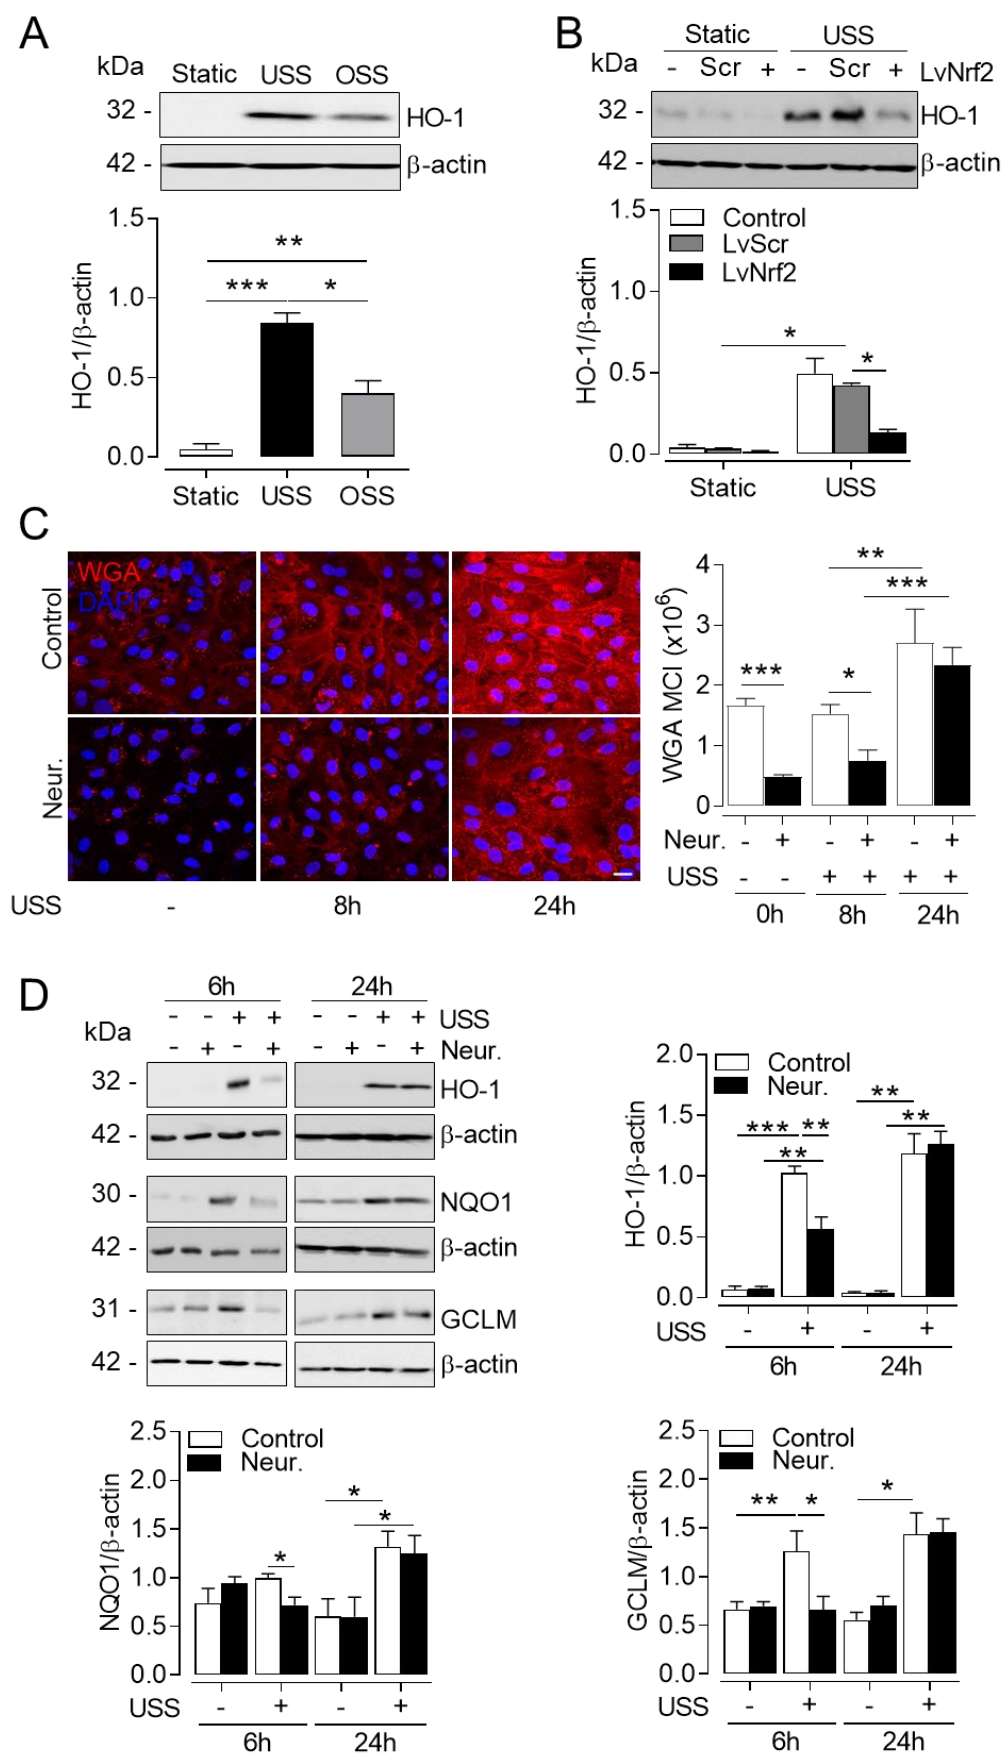 A
kDa
Static USS OSS
32 -
HO-1
42 -
β-actin
HO-1/β-actin
1.5
1.0
0.5
0.0
**
*** *
Static USS OSS
B
Static USS
kDa
- Scr + - Scr + LvNrf2
32 -
HO-1
42 -
β-actin
HO-1/β-actin
1.5
1.0
0.5
0.0
Control
LvScr
LvNrf2
*
*
Static USS
C
WGA
DAPI
Control
Neur.
USS - 8h 24h
WGA MCI (x10⁶)
4
3
2
1
0
**
***
*** *
Neur. - + - + - +
USS - - + + + +
0h 8h 24h
D
6h 24h
- - + + - - + + USS
kDa
- + - + - + - + Neur.
32 - HO-1
42 - β-actin
30 - NQO1
42 - β-actin
31 - GCLM
42 - β-actin
HO-1/β-actin
2.0
1.5
1.0
0.5
0.0
Control
Neur.
**
*** ** **
**
USS - + - +
6h 24h
NQO1/β-actin
2.5
2.0
1.5
1.0
0.5
0.0
Control
Neur.
*
*
*
USS - + - +
6h 24h
GCLM/β-actin
2.5
2.0
1.5
1.0
0.5
0.0
Control
Neur.
** * *
USS - + - +
6h 24h